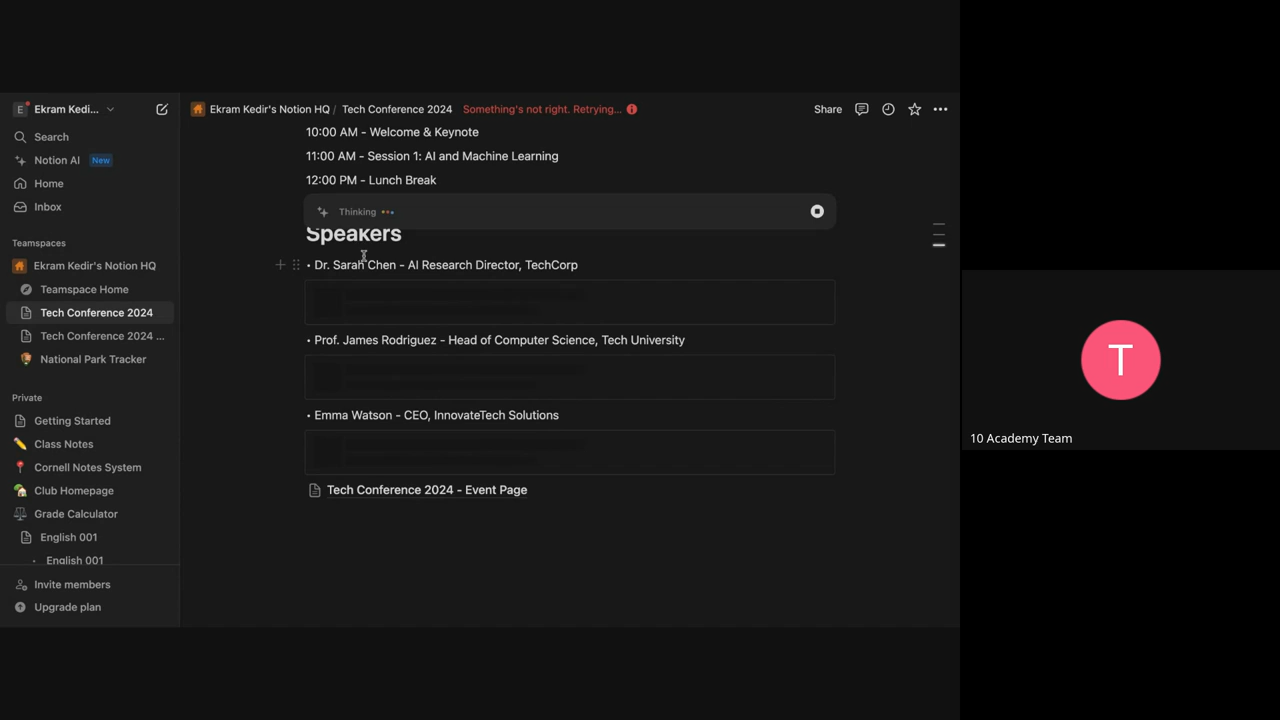 Ekram Kedi...
Search
Notion AI New
Home
Inbox
Teamspaces
Ekram Kedir's Notion HQ
Teamspace Home
Tech Conference 2024
Tech Conference 2024 ...
National Park Tracker
Private
Getting Started
Class Notes
Cornell Notes System
Club Homepage
Grade Calculator
English 001
English 001
Invite members
Upgrade plan
Ekram Kedir's Notion HQ / Tech Conference 2024 Something's not right. Retrying...
Share
10:00 AM - Welcome & Keynote
11:00 AM - Session 1: AI and Machine Learning
12:00 PM - Lunch Break
Thinking
Speakers
• Dr. Sarah Chen - AI Research Director, TechCorp
• Prof. James Rodriguez - Head of Computer Science, Tech University
• Emma Watson - CEO, InnovateTech Solutions
Tech Conference 2024 - Event Page
T
10 Academy Team